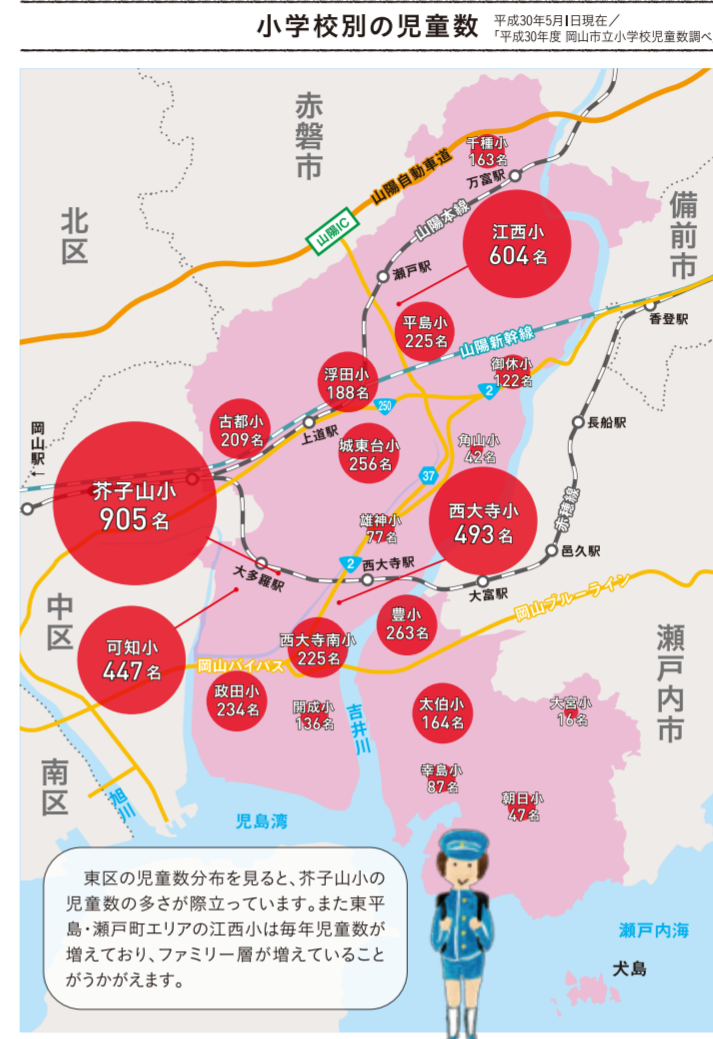 小学校別の児童数
平成30年5月1日現在／
「平成30年度 岡山市立小学校児童数調べ
赤磐市
北区
備前市
中区
南区
瀬戸内市
千種小
163名
山陽自動車道
万富駅
山陽IC
山陽本線
江西小
604名
瀬戸駅
平島小
225名
山陽新幹線
香登駅
浮田小
188名
御休小
122名
2
250
古都小
209名
上道駅
城東台小
256名
角山小
42名
長船駅
岡山駅
←
37
芥子山小
905名
西大寺小
493名
雄神小
77名
赤穂線
2
西大寺駅
邑久駅
大多羅駅
大富駅
岡山ブルーライン
豊小
263名
可知小
447名
西大寺南小
225名
岡山バイパス
政田小
234名
開成小
136名
吉井川
太伯小
164名
大宮小
16名
幸島小
87名
朝日小
47名
旭川
児島湾
東区の児童数分布を見ると、芥子山小の
児童数の多さが際立っています。また東平
島・瀬戸町エリアの江西小は毎年児童数が
増えており、ファミリー層が増えていること
がうかがえます。
瀬戸内海
犬島